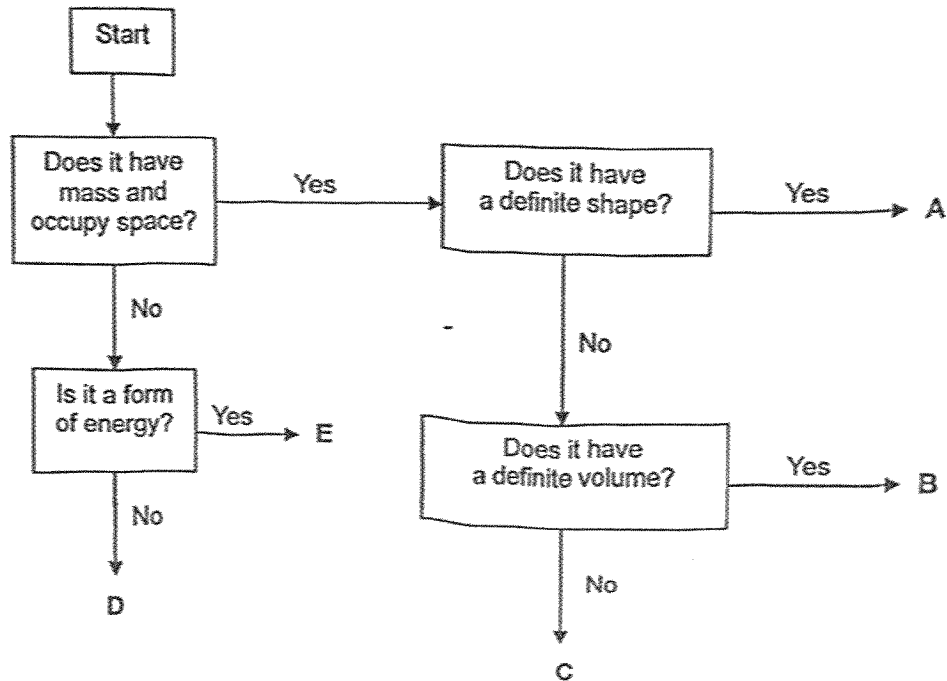 Start
Does it have
mass and
occupy space?
Yes
Does it have
a definite shape?
Yes
A
No
No
Is it a form
of energy?
Yes
E
Does it have
a definite volume?
Yes
B
No
D
No
C